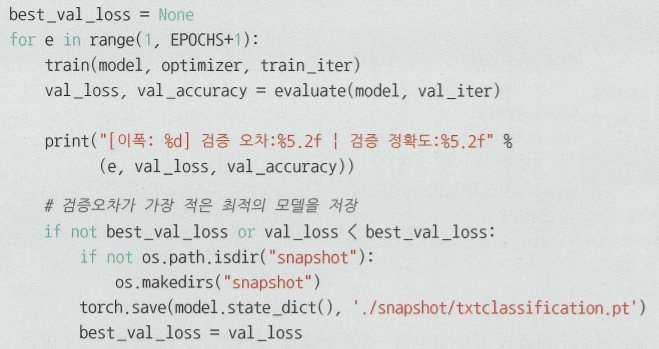 best_val_loss = None
for e in range(1, EPOCHS+1):
    train(model, optimizer, train_iter)
    val_loss, val_accuracy = evaluate(model, val_iter)

    print("[이폭: %d] 검증 오차:%5.2f | 검증 정확도:%5.2f" %
          (e, val_loss, val_accuracy))

    # 검증오차가 가장 적은 최적의 모델을 저장
    if not best_val_loss or val_loss < best_val_loss:
        if not os.path.isdir("snapshot"):
            os.makedirs("snapshot")
        torch.save(model.state_dict(), './snapshot/txtclassification.pt')
        best_val_loss = val_loss